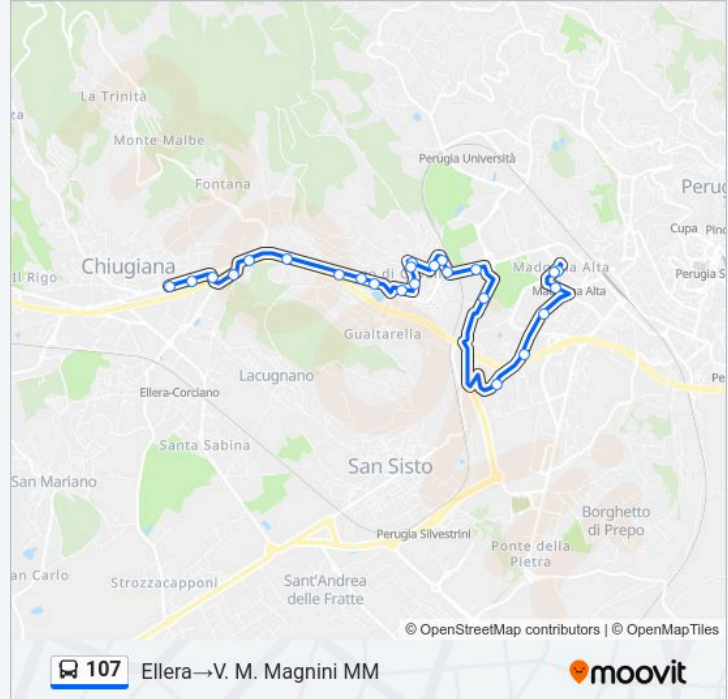 La Trinità
Monte Malbe
Perugia Università
Fontana
Perug
Cupa
Pinc
Chiugiana
Il Rigo
Madonna Alta
Perugia S
Gualtarella
Lacugnano
Ellera-Corciano
Pe
Santa Sabina
San Sisto
San Mariano
Borghetto
di Prepo
Perugia Silvestrini
Ponte della
Pietra
an Carlo
Strozzacapponi
Sant'Andrea
delle Fratte
© OpenStreetMap contributors | © OpenMapTiles
107 Ellera→V. M. Magnini MM
moovit